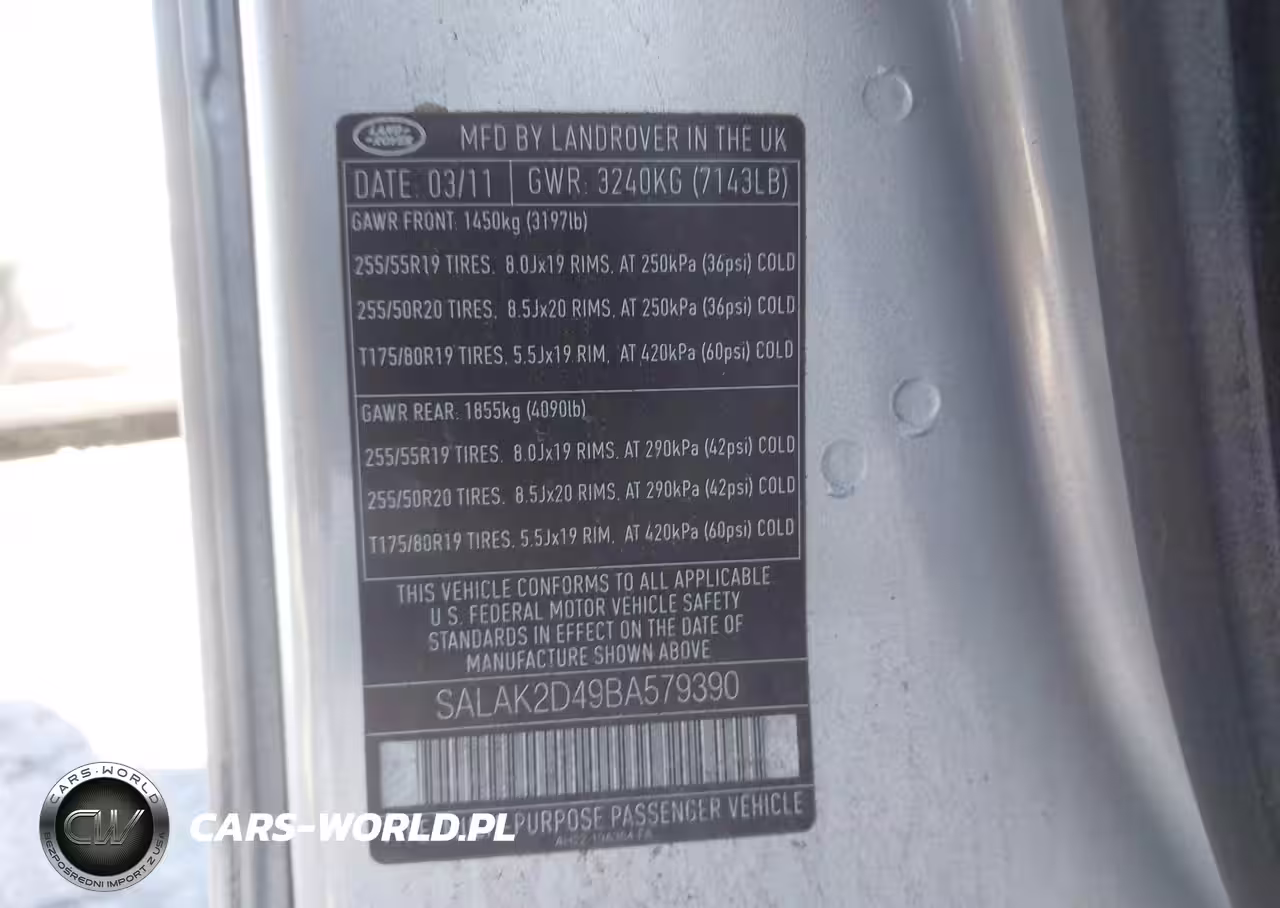 LAND-
-ROVER
MFD BY LANDROVER IN THE UK
DATE: 03/11 GWR: 3240KG (7143LB)
GAWR FRONT: 1450kg (3197lb)
255/55R19 TIRES, 8.0Jx19 RIMS, AT 250kPa (36psi) COLD
255/50R20 TIRES, 8.5Jx20 RIMS, AT 250kPa (36psi) COLD
T175/80R19 TIRES, 5.5Jx19 RIM, AT 420kPa (60psi) COLD
GAWR REAR: 1855kg (4090lb)
255/55R19 TIRES, 8.0Jx19 RIMS, AT 290kPa (42psi) COLD
255/50R20 TIRES, 8.5Jx20 RIMS, AT 290kPa (42psi) COLD
T175/80R19 TIRES, 5.5Jx19 RIM, AT 420kPa (60psi) COLD
THIS VEHICLE CONFORMS TO ALL APPLICABLE
U.S. FEDERAL MOTOR VEHICLE SAFETY
STANDARDS IN EFFECT ON THE DATE OF
MANUFACTURE SHOWN ABOVE
SALAK2D49BA579390
PURPOSE PASSENGER VEHICLE
CARS-WORLD
CW
BEZPOŚREDNI IMPORT Z USA
CARS-WORLD.PL